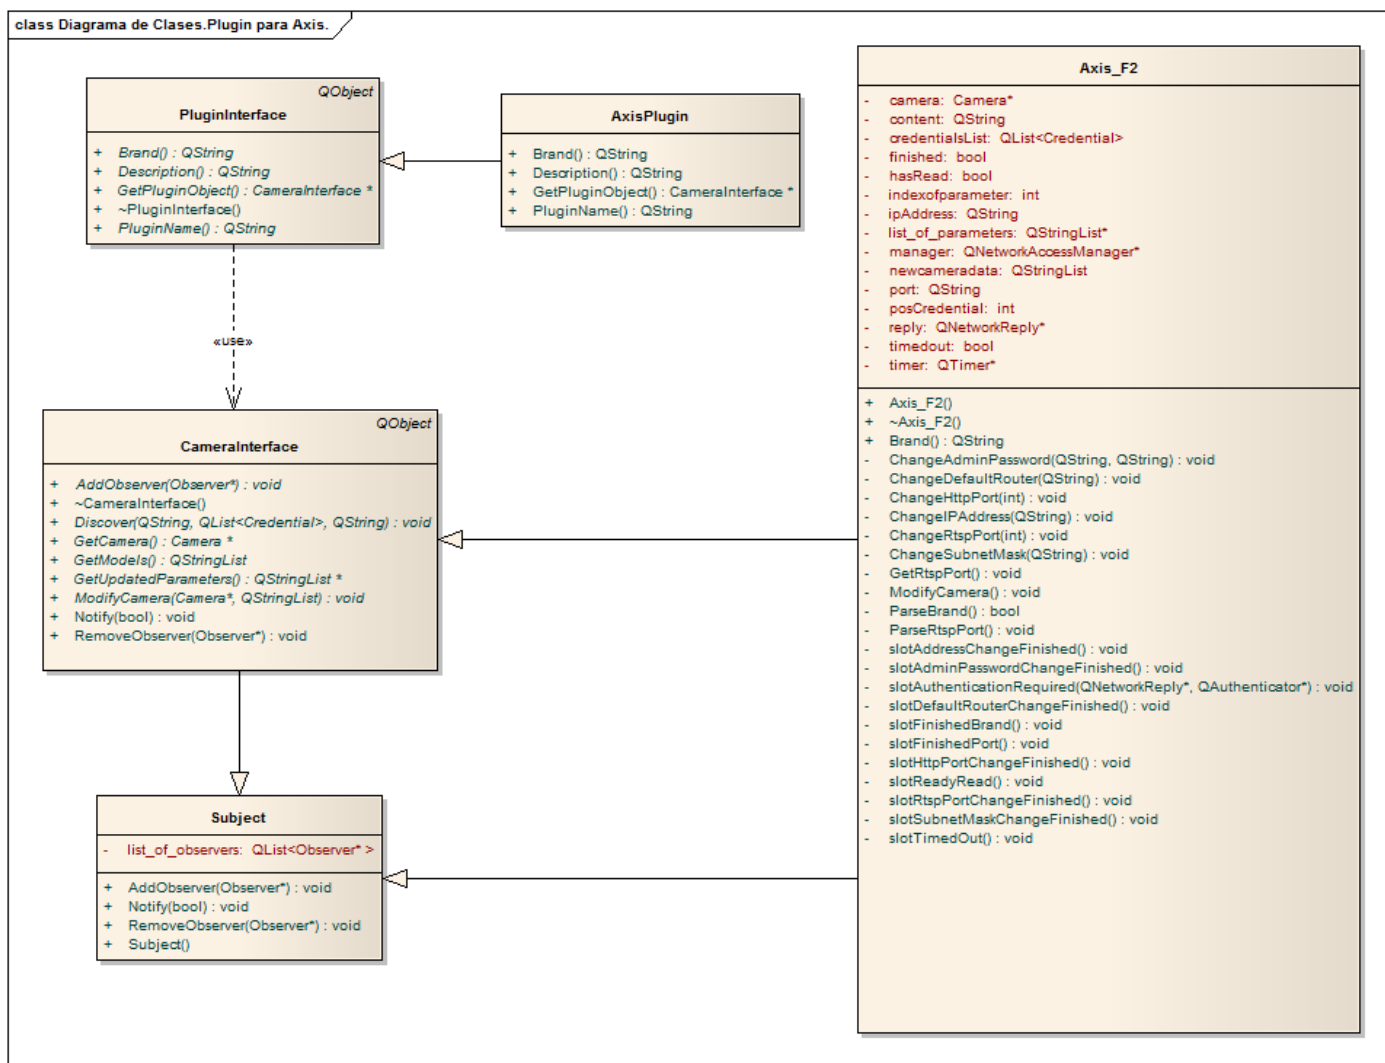 class Diagrama de Clases.Plugin para Axis.
QObject
PluginInterface
+ Brand() : QString
+ Description() : QString
+ GetPluginObject() : CameraInterface *
+ ~PluginInterface()
+ PluginName() : QString
AxisPlugin
+ Brand() : QString
+ Description() : QString
+ GetPluginObject() : CameraInterface *
+ PluginName() : QString
«use»
QObject
CameraInterface
+ AddObserver(Observer*) : void
+ ~CameraInterface()
+ Discover(QString, QList<Credential>, QString) : void
+ GetCamera() : Camera *
+ GetModels() : QStringList
+ GetUpdatedParameters() : QStringList *
+ ModifyCamera(Camera*, QStringList) : void
+ Notify(bool) : void
+ RemoveObserver(Observer*) : void
Subject
- list_of_observers: QList<Observer* >
+ AddObserver(Observer*) : void
+ Notify(bool) : void
+ RemoveObserver(Observer*) : void
+ Subject()
Axis_F2
- camera: Camera*
- content: QString
- credentialsList: QList<Credential>
- finished: bool
- hasRead: bool
- indexofparameter: int
- ipAddress: QString
- list_of_parameters: QStringList*
- manager: QNetworkAccessManager*
- newcameradata: QStringList
- port: QString
- posCredential: int
- reply: QNetworkReply*
- timedout: bool
- timer: QTimer*
+ Axis_F2()
+ ~Axis_F2()
+ Brand() : QString
- ChangeAdminPassword(QString, QString) : void
- ChangeDefaultRouter(QString) : void
- ChangeHttpPort(int) : void
- ChangeIPAddress(QString) : void
- ChangeRtspPort(int) : void
- ChangeSubnetMask(QString) : void
- GetRtspPort() : void
- ModifyCamera() : void
- ParseBrand() : bool
- ParseRtspPort() : void
- slotAddressChangeFinished() : void
- slotAdminPasswordChangeFinished() : void
- slotAuthenticationRequired(QNetworkReply*, QAuthenticator*) : void
- slotDefaultRouterChangeFinished() : void
- slotFinishedBrand() : void
- slotFinishedPort() : void
- slotHttpPortChangeFinished() : void
- slotReadyRead() : void
- slotRtspPortChangeFinished() : void
- slotSubnetMaskChangeFinished() : void
- slotTimedOut() : void